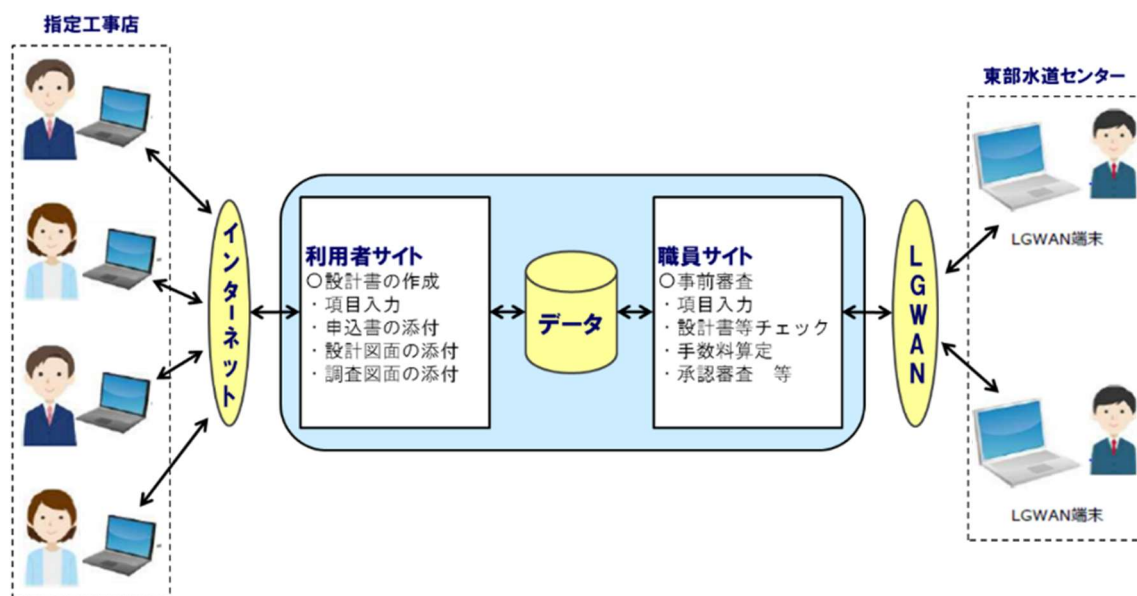 指定工事店
インターネット
利用者サイト
〇設計書の作成
・項目入力
・申込書の添付
・設計図面の添付
・調査図面の添付
データ
職員サイト
〇事前審査
・項目入力
・設計書等チェック
・手数料算定
・承認審査 等
LGWAN
東部水道センター
LGWAN端末
LGWAN端末